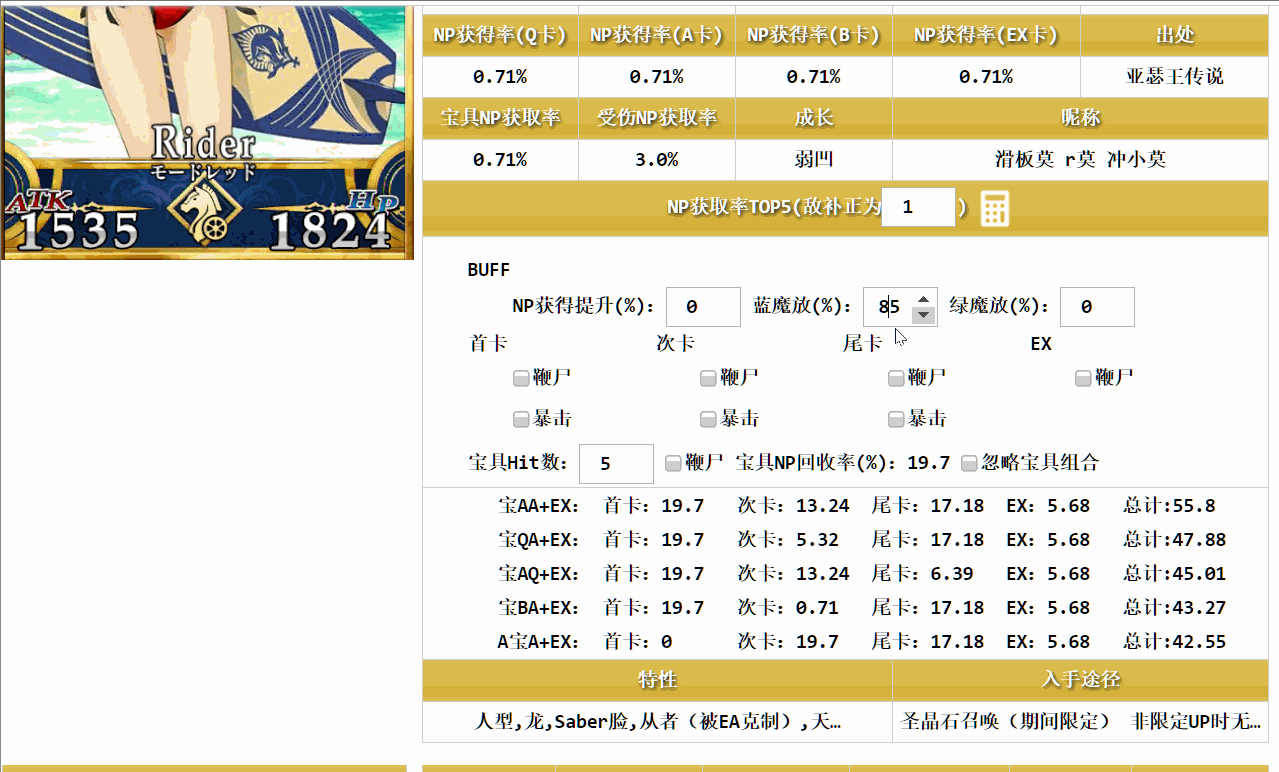 Rider
モードレッド
ATK
HP
1535
1824
NP获得率(Q卡) NP获得率(A卡) NP获得率(B卡) NP获得率(EX卡) 出处
0.71% 0.71% 0.71% 0.71% 亚瑟王传说
宝具NP获取率 受伤NP获取率 成长 昵称
0.71% 3.0% 弱凹 滑板莫 r莫 冲小莫
NP获取率TOP5(敌补正为 1 )
BUFF
NP获得提升(%): 0 蓝魔放(%): 85 绿魔放(%): 0
首卡 次卡 尾卡 EX
鞭尸 鞭尸 鞭尸 鞭尸
暴击 暴击 暴击
宝具Hit数: 5 鞭尸 宝具NP回收率(%): 19.7 忽略宝具组合
宝AA+EX: 首卡: 19.7 次卡: 13.24 尾卡: 17.18 EX: 5.68 总计:55.8
宝QA+EX: 首卡: 19.7 次卡: 5.32 尾卡: 17.18 EX: 5.68 总计:47.88
宝AQ+EX: 首卡: 19.7 次卡: 13.24 尾卡: 6.39 EX: 5.68 总计:45.01
宝BA+EX: 首卡: 19.7 次卡: 0.71 尾卡: 17.18 EX: 5.68 总计:43.27
A宝A+EX: 首卡: 0 次卡: 19.7 尾卡: 17.18 EX: 5.68 总计:42.55
特性 入手途径
人型,龙,Saber脸,从者（被EA克制）,天… 圣晶石召唤（期间限定） 非限定UP时无…